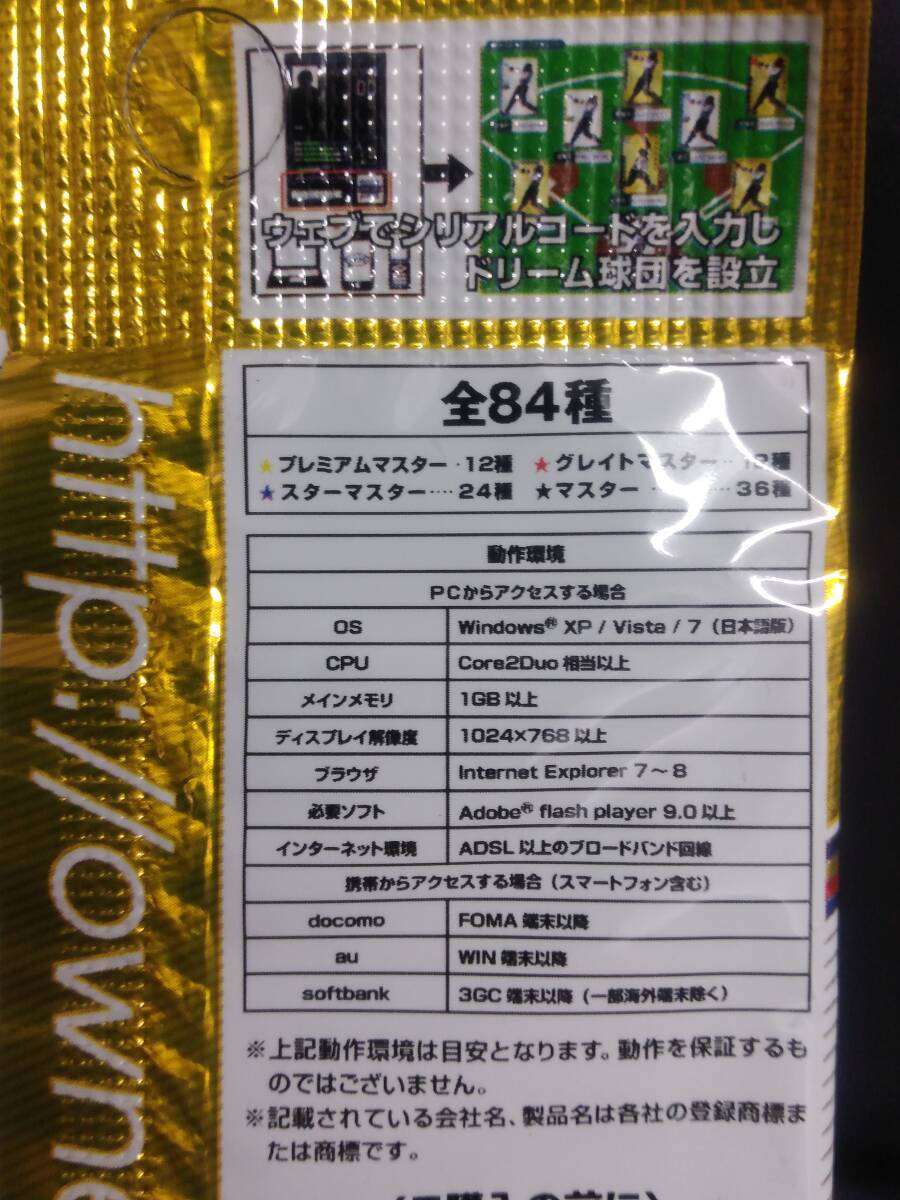 ウェブでシリアルコードを入力し
ドリーム球団を設立
http://owne
全84種
★プレミアムマスター・12種 ★グレイトマスター‥12種
★スターマスター‥‥24種 ★マスター ‥‥36種
動作環境
PCからアクセスする場合
OS Windows® XP / Vista / 7（日本語版）
CPU Core2Duo 相当以上
メインメモリ 1GB 以上
ディスプレイ解像度 1024×768 以上
ブラウザ Internet Explorer 7～8
必要ソフト Adobe® flash player 9.0 以上
インターネット環境 ADSL 以上のブロードバンド回線
携帯からアクセスする場合（スマートフォン含む）
docomo FOMA 端末以降
au WIN 端末以降
softbank 3GC 端末以降（一部海外端末除く）
※上記動作環境は目安となります。動作を保証するも
のではございません。
※記載されている会社名、製品名は各社の登録商標ま
たは商標です。
（ご購入の前に）